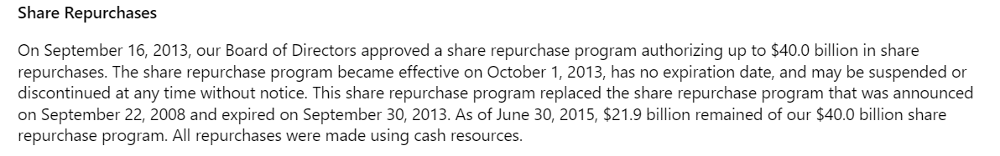 Share Repurchases
On September 16, 2013, our Board of Directors approved a share repurchase program authorizing up to $40.0 billion in share
repurchases. The share repurchase program became effective on October 1, 2013, has no expiration date, and may be suspended or
discontinued at any time without notice. This share repurchase program replaced the share repurchase program that was announced
on September 22, 2008 and expired on September 30, 2013. As of June 30, 2015, $21.9 billion remained of our $40.0 billion share
repurchase program. All repurchases were made using cash resources.